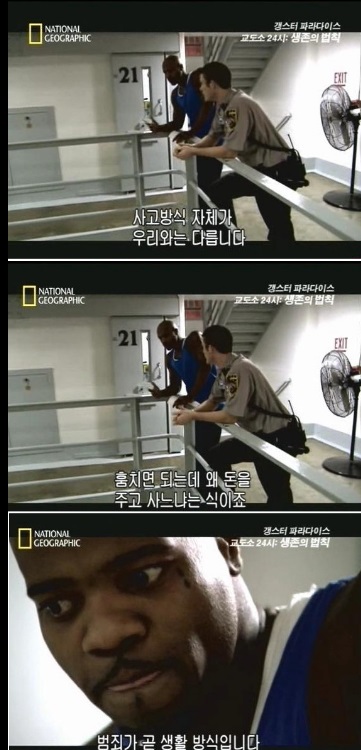 NATIONAL
GEOGRAPHIC
갱스터 파라다이스
교도소 24시: 생존의 법칙
21
EXIT
사고방식 자체가
우리와는 다릅니다
NATIONAL
GEOGRAPHIC
갱스터 파라다이스
교도소 24시: 생존의 법칙
21
EXIT
훔치면 되는데 왜 돈을
주고 사느냐는 식이죠
NATIONAL
GEOGRAPHIC
갱스터 파라다이스
교도소 24시: 생존의 법칙
범죄가 곧 생활 방식입니다